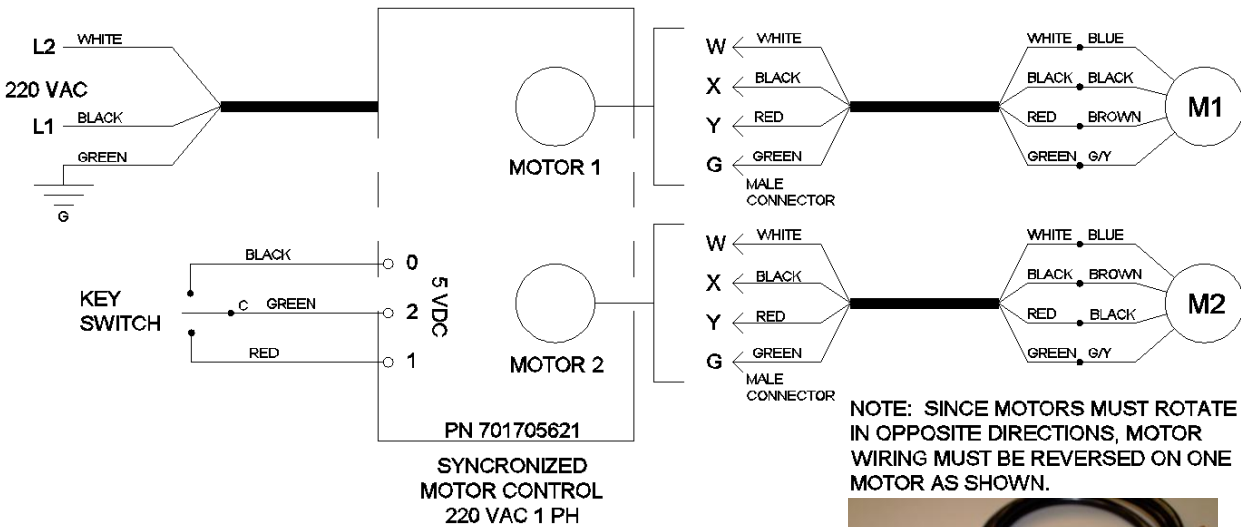 L2 WHITE
220 VAC
L1 BLACK
GREEN
G
KEY
SWITCH
BLACK
C GREEN
RED
0
2
1
5 VDC
MOTOR 1
MOTOR 2
PN 701705621
SYNCRONIZED
MOTOR CONTROL
220 VAC 1 PH
W WHITE
X BLACK
Y RED
G GREEN
MALE
CONNECTOR
WHITE BLUE
BLACK BLACK
RED BROWN
GREEN G/Y
M1
W WHITE
X BLACK
Y RED
G GREEN
MALE
CONNECTOR
WHITE BLUE
BLACK BROWN
RED BLACK
GREEN G/Y
M2
NOTE: SINCE MOTORS MUST ROTATE
IN OPPOSITE DIRECTIONS, MOTOR
WIRING MUST BE REVERSED ON ONE
MOTOR AS SHOWN.